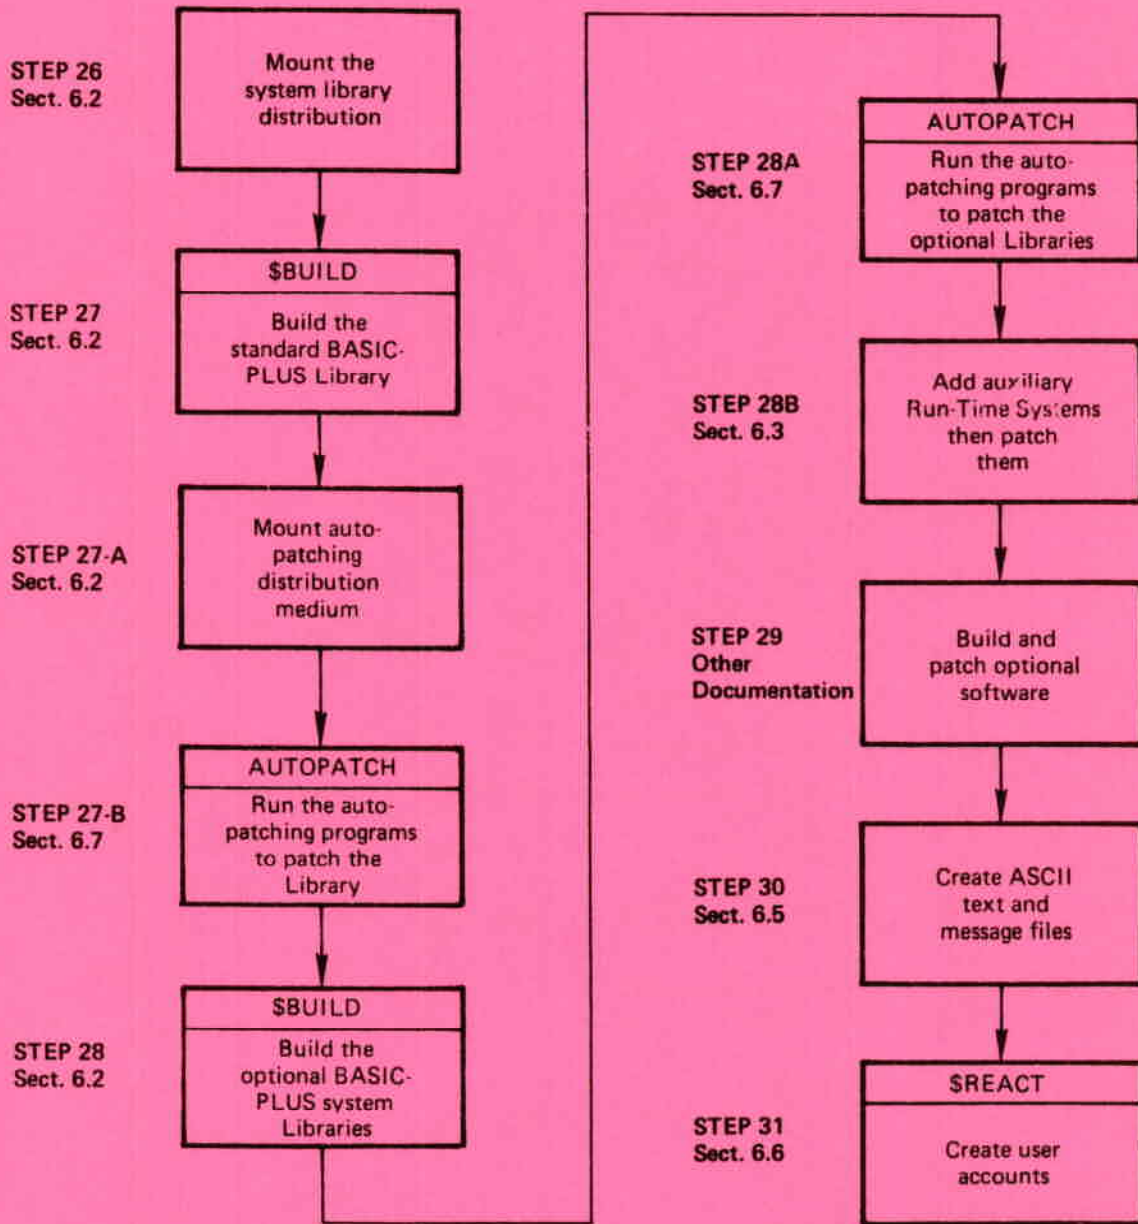 STEP 26
Sect. 6.2
Mount the
system library
distribution
STEP 27
Sect. 6.2
$BUILD
Build the
standard BASIC-
PLUS Library
STEP 27-A
Sect. 6.2
Mount auto-
patching
distribution
medium
STEP 27-B
Sect. 6.7
AUTOPATCH
Run the auto-
patching programs
to patch the
Library
STEP 28
Sect. 6.2
$BUILD
Build the
optional BASIC-
PLUS system
Libraries
STEP 28A
Sect. 6.7
AUTOPATCH
Run the auto-
patching programs
to patch the
optional Libraries
STEP 28B
Sect. 6.3
Add auxiliary
Run-Time Systems
then patch
them
STEP 29
Other
Documentation
Build and
patch optional
software
STEP 30
Sect. 6.5
Create ASCII
text and
message files
STEP 31
Sect. 6.6
$REACT
Create user
accounts